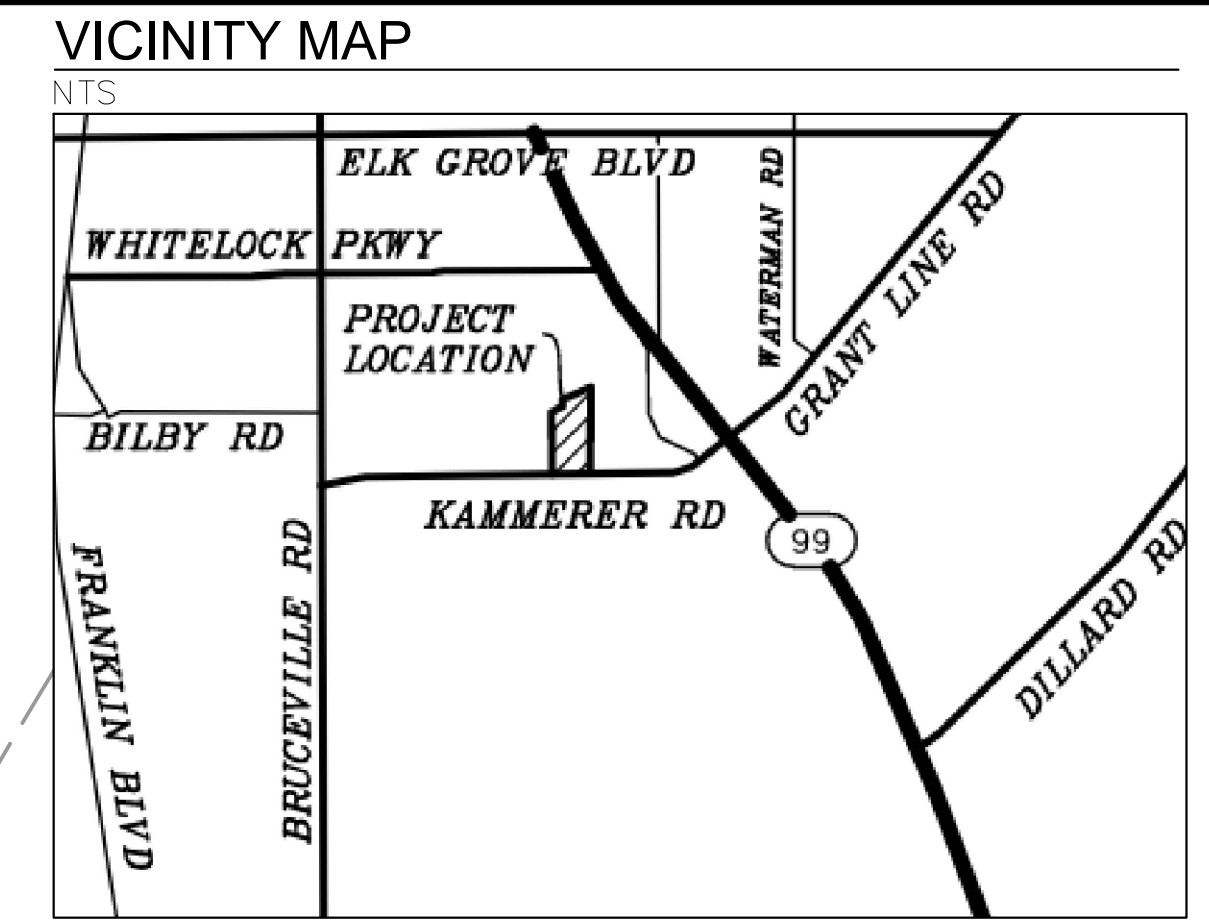 VICINITY MAP
NTS
ELK GROVE BLVD
WHITELOCK PKWY
WATERMAN RD
GRANT LINE RD
PROJECT
LOCATION
BILBY RD
KAMMERER RD
99
FRANKLIN BLVD
BRUCEVILLE RD
DILLARD RD